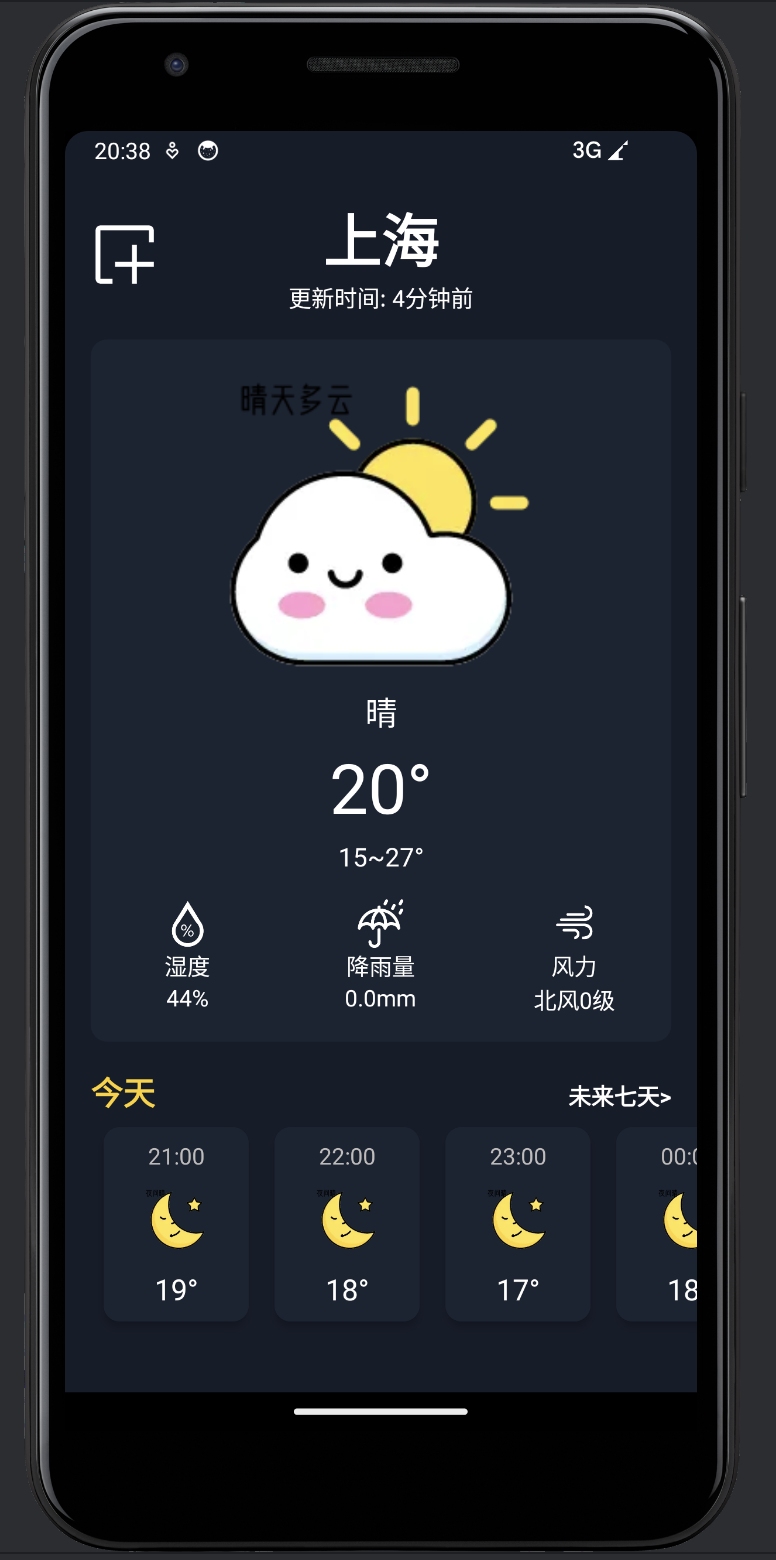 20:38 3G
上海
更新时间: 4分钟前
晴天多云
晴
20°
15~27°
%
湿度 降雨量 风力
44% 0.0mm 北风0级
今天 未来七天>
21:00 22:00 23:00
19° 18° 17° 18